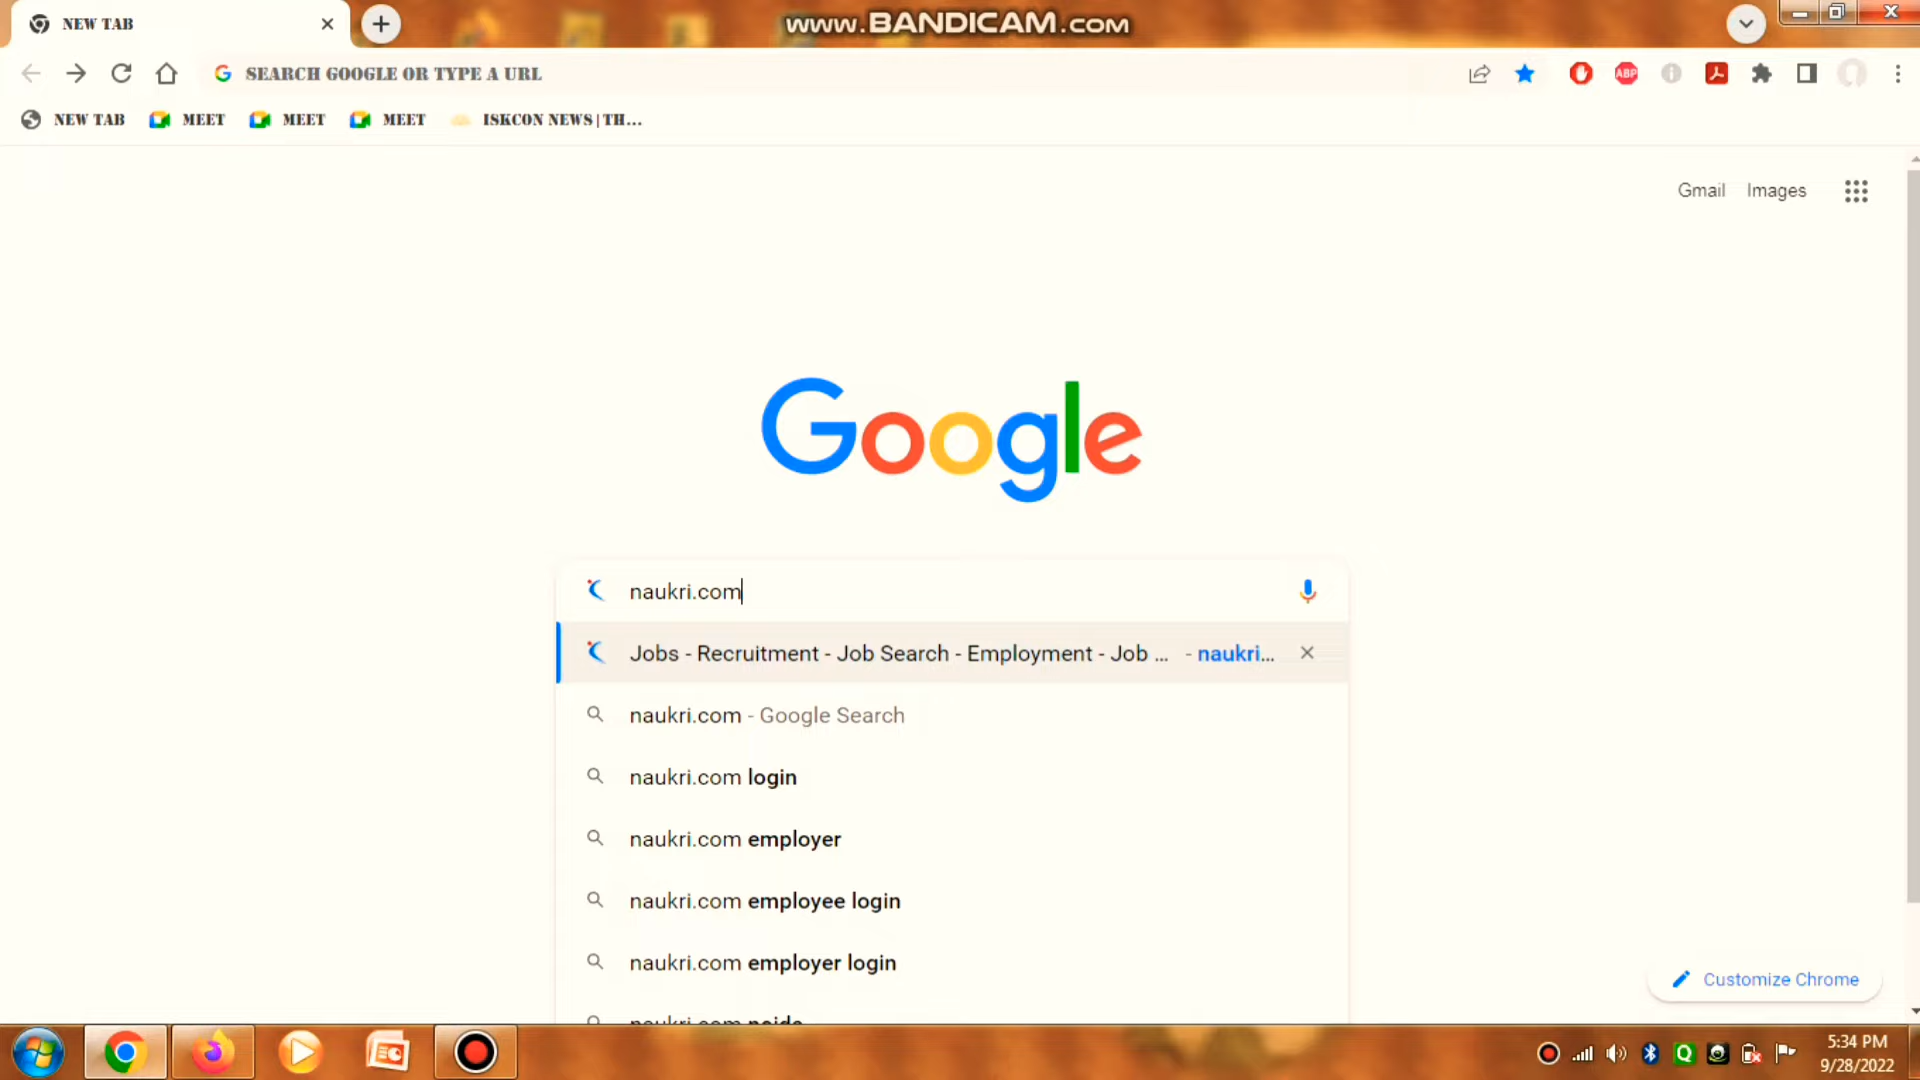 NEW TAB
www.BANDICAM.com
SEARCH GOOGLE OR TYPE A URL
ABP
NEW TAB
MEET
MEET
MEET
ISKCON NEWS | TH...
Gmail
Images
Google
naukri.com
Jobs - Recruitment - Job Search - Employment - Job ... - naukri...
naukri.com - Google Search
naukri.com login
naukri.com employer
naukri.com employee login
naukri.com employer login
Customize Chrome
5:34 PM
9/28/2022